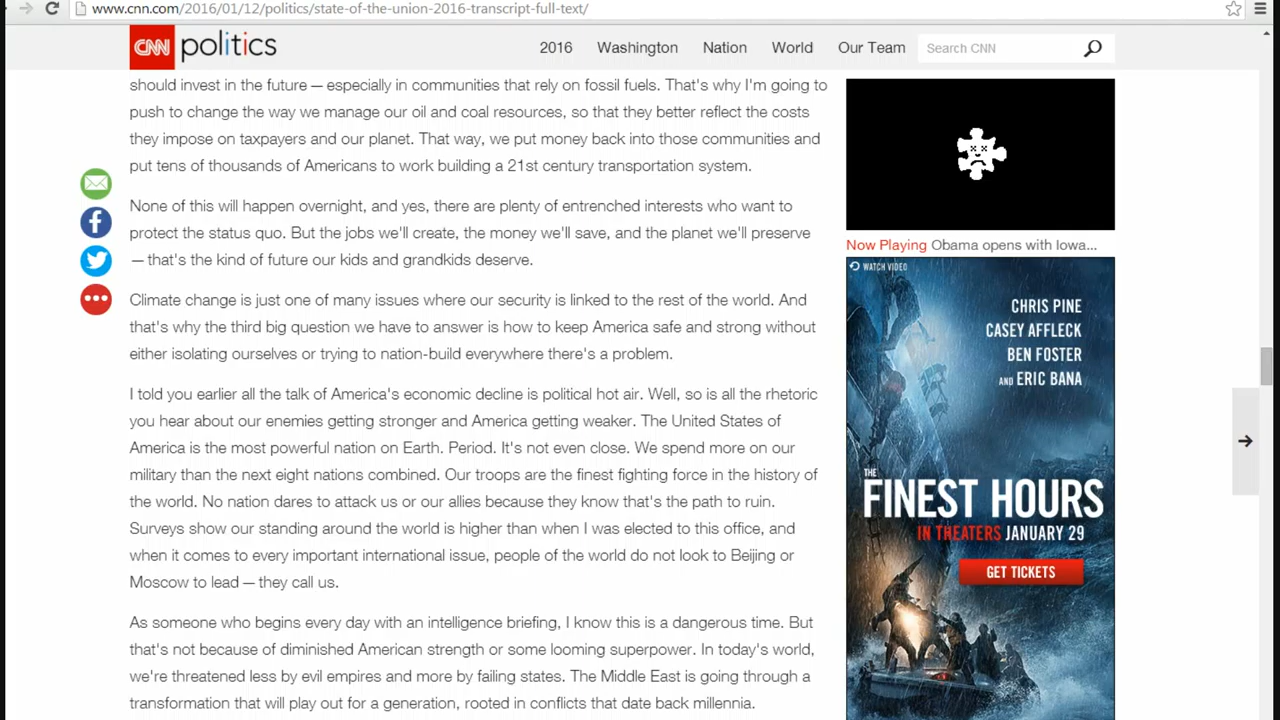 www.cnn.com/2016/01/12/politics/state-of-the-union-2016-transcript-full-text/
CNN politics
2016 Washington Nation World Our Team Search CNN
should invest in the future — especially in communities that rely on fossil fuels. That's why I'm going to
push to change the way we manage our oil and coal resources, so that they better reflect the costs
they impose on taxpayers and our planet. That way, we put money back into those communities and
put tens of thousands of Americans to work building a 21st century transportation system.
None of this will happen overnight, and yes, there are plenty of entrenched interests who want to
protect the status quo. But the jobs we'll create, the money we'll save, and the planet we'll preserve
— that's the kind of future our kids and grandkids deserve.
Climate change is just one of many issues where our security is linked to the rest of the world. And
that's why the third big question we have to answer is how to keep America safe and strong without
either isolating ourselves or trying to nation-build everywhere there's a problem.
I told you earlier all the talk of America's economic decline is political hot air. Well, so is all the rhetoric
you hear about our enemies getting stronger and America getting weaker. The United States of
America is the most powerful nation on Earth. Period. It's not even close. We spend more on our
military than the next eight nations combined. Our troops are the finest fighting force in the history of
the world. No nation dares to attack us or our allies because they know that's the path to ruin.
Surveys show our standing around the world is higher than when I was elected to this office, and
when it comes to every important international issue, people of the world do not look to Beijing or
Moscow to lead — they call us.
As someone who begins every day with an intelligence briefing, I know this is a dangerous time. But
that's not because of diminished American strength or some looming superpower. In today's world,
we're threatened less by evil empires and more by failing states. The Middle East is going through a
transformation that will play out for a generation, rooted in conflicts that date back millennia.
Now Playing Obama opens with Iowa...
WATCH VIDEO
CHRIS PINE
CASEY AFFLECK
BEN FOSTER
AND ERIC BANA
THE
FINEST HOURS
IN THEATERS JANUARY 29
GET TICKETS